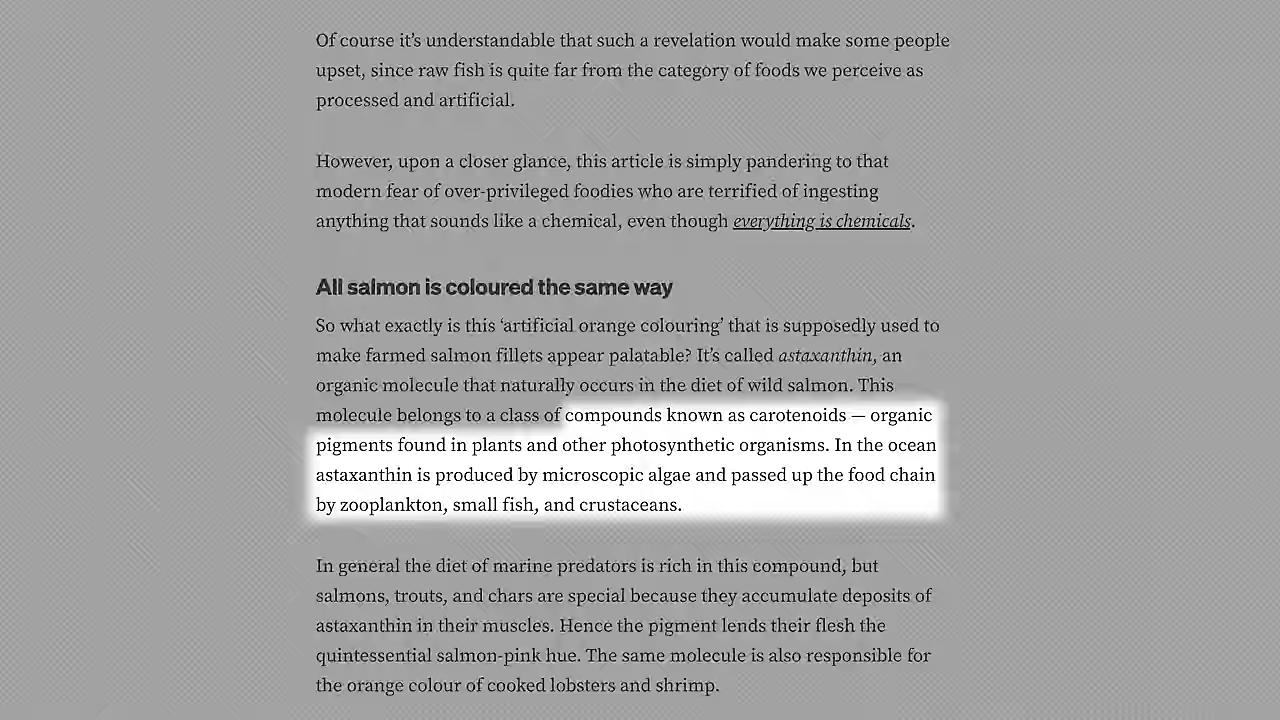 Of course it’s understandable that such a revelation would make some people
upset, since raw fish is quite far from the category of foods we perceive as
processed and artificial.
However, upon a closer glance, this article is simply pandering to that
modern fear of over-privileged foodies who are terrified of ingesting
anything that sounds like a chemical, even though everything is chemicals.
All salmon is coloured the same way
So what exactly is this ‘artificial orange colouring’ that is supposedly used to
make farmed salmon fillets appear palatable? It’s called astaxanthin, an
organic molecule that naturally occurs in the diet of wild salmon. This
molecule belongs to a class of compounds known as carotenoids — organic
pigments found in plants and other photosynthetic organisms. In the ocean
astaxanthin is produced by microscopic algae and passed up the food chain
by zooplankton, small fish, and crustaceans.
In general the diet of marine predators is rich in this compound, but
salmons, trouts, and chars are special because they accumulate deposits of
astaxanthin in their muscles. Hence the pigment lends their flesh the
quintessential salmon-pink hue. The same molecule is also responsible for
the orange colour of cooked lobsters and shrimp.